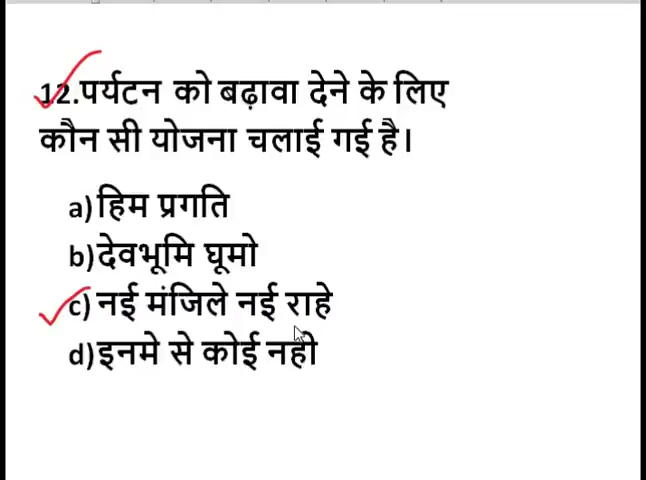 12.पर्यटन को बढ़ावा देने के लिए
कौन सी योजना चलाई गई है।
a)हिम प्रगति
b)देवभूमि घूमो
c) नई मंजिले नई राहे
d)इनमे से कोई नही